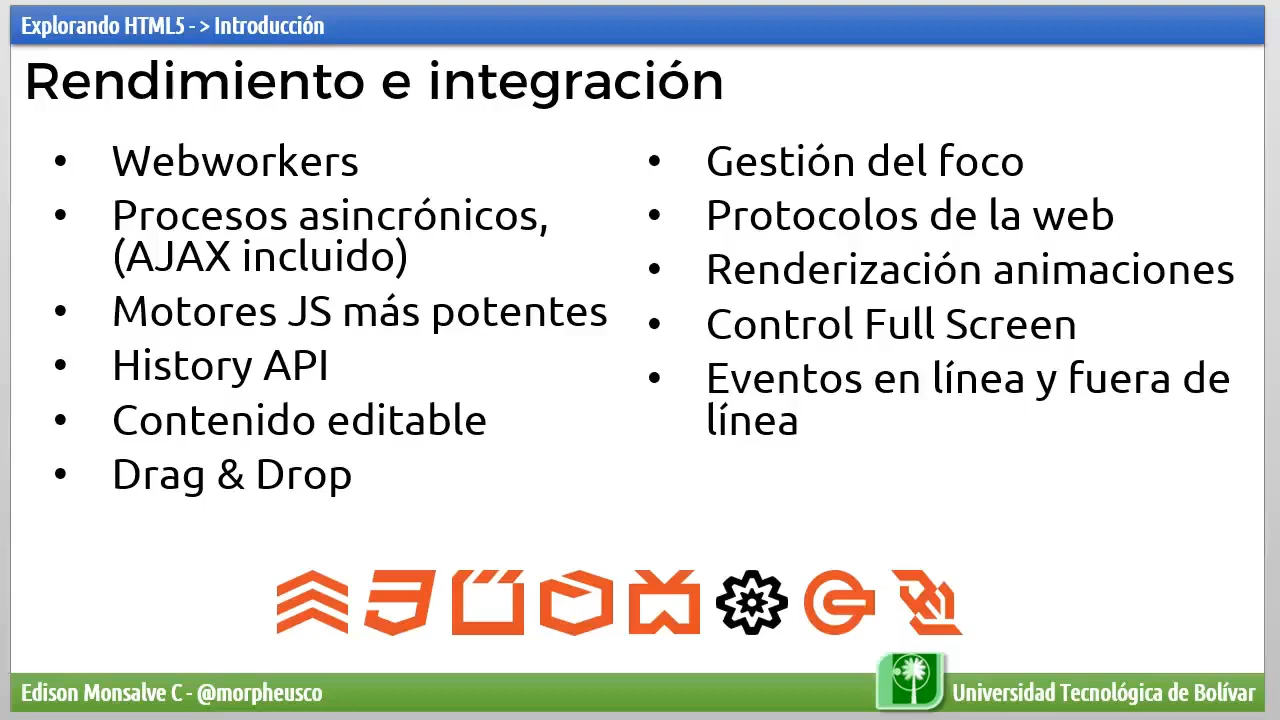 Explorando HTML5 - > Introducción
Rendimiento e integración
• Webworkers
• Procesos asincrónicos,
(AJAX incluido)
• Motores JS más potentes
• History API
• Contenido editable
• Drag & Drop
• Gestión del foco
• Protocolos de la web
• Renderización animaciones
• Control Full Screen
• Eventos en línea y fuera de
línea
Edison Monsalve C - @morpheusco
Universidad Tecnológica de Bolívar